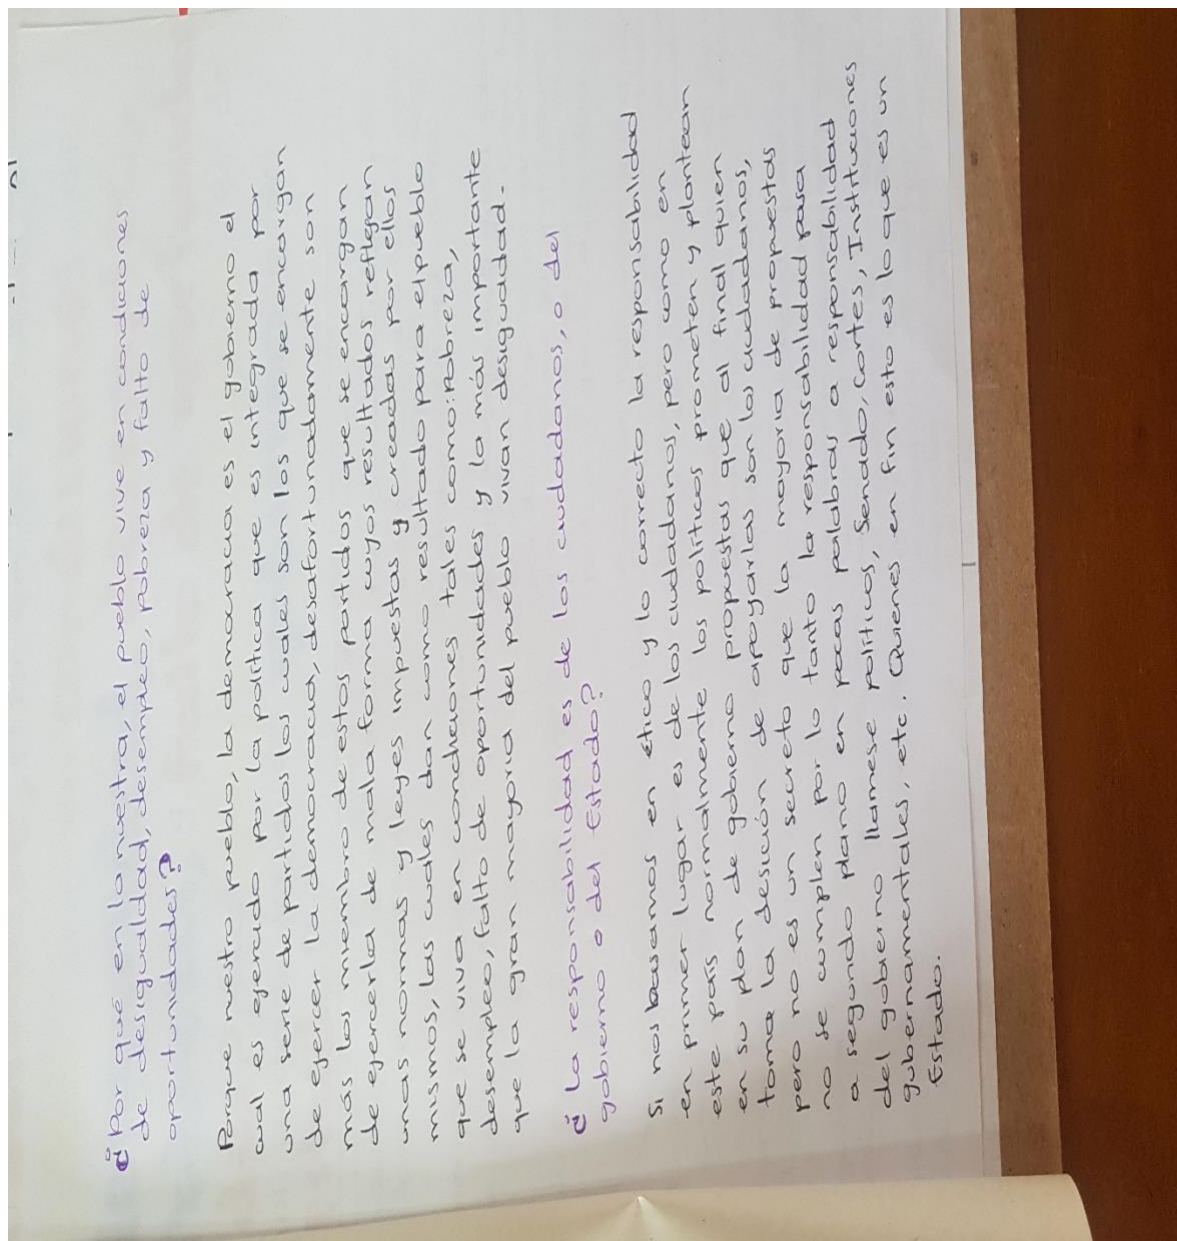 ¿Por qué en la nuestra, el pueblo vive en condiciones
de desigualdad, desempleo, pobreza y falto de
oportunidades?
Porque nuestro pueblo, la democracia es el gobierno el
cual es ejercido por la política que es integrada por
una serie de partidos los cuales son los que se encargan
de ejercer la democracia, desafortunadamente son
más los miembro de estos partidos que se encargan
de ejercerla de mala forma cuyos resultados reflejan
unas normas y leyes impuestas y creadas por ellos
mismos, las cuales dan como resultado para el pueblo
que se viva en condiciones tales como: Pobreza,
desempleo, falto de oportunidades y lo más importante
que la gran mayoria del pueblo vivan desigualdad.
¿La responsabilidad es de los ciudadanos, o del
gobierno o del Estado?
Si nos basamos en ético y lo correcto la responsabilidad
en primer lugar es de los ciudadanos, pero como en
este país normalmente los politicos prometen y plantean
en su plan de gobierno propuestas que al final quien
toma la desición de apoyarlas son los ciudadanos,
pero no es un secreto que la mayoria de propuestas
no se cumplen por lo tanto la responsabilidad pasa
a segundo plano en pocas palabras a responsabilidad
del gobierno llamese politicos, Senado, Cortes, Instituciones
gubernamentales, etc. Quienes en fin esto es lo que es un
Estado.